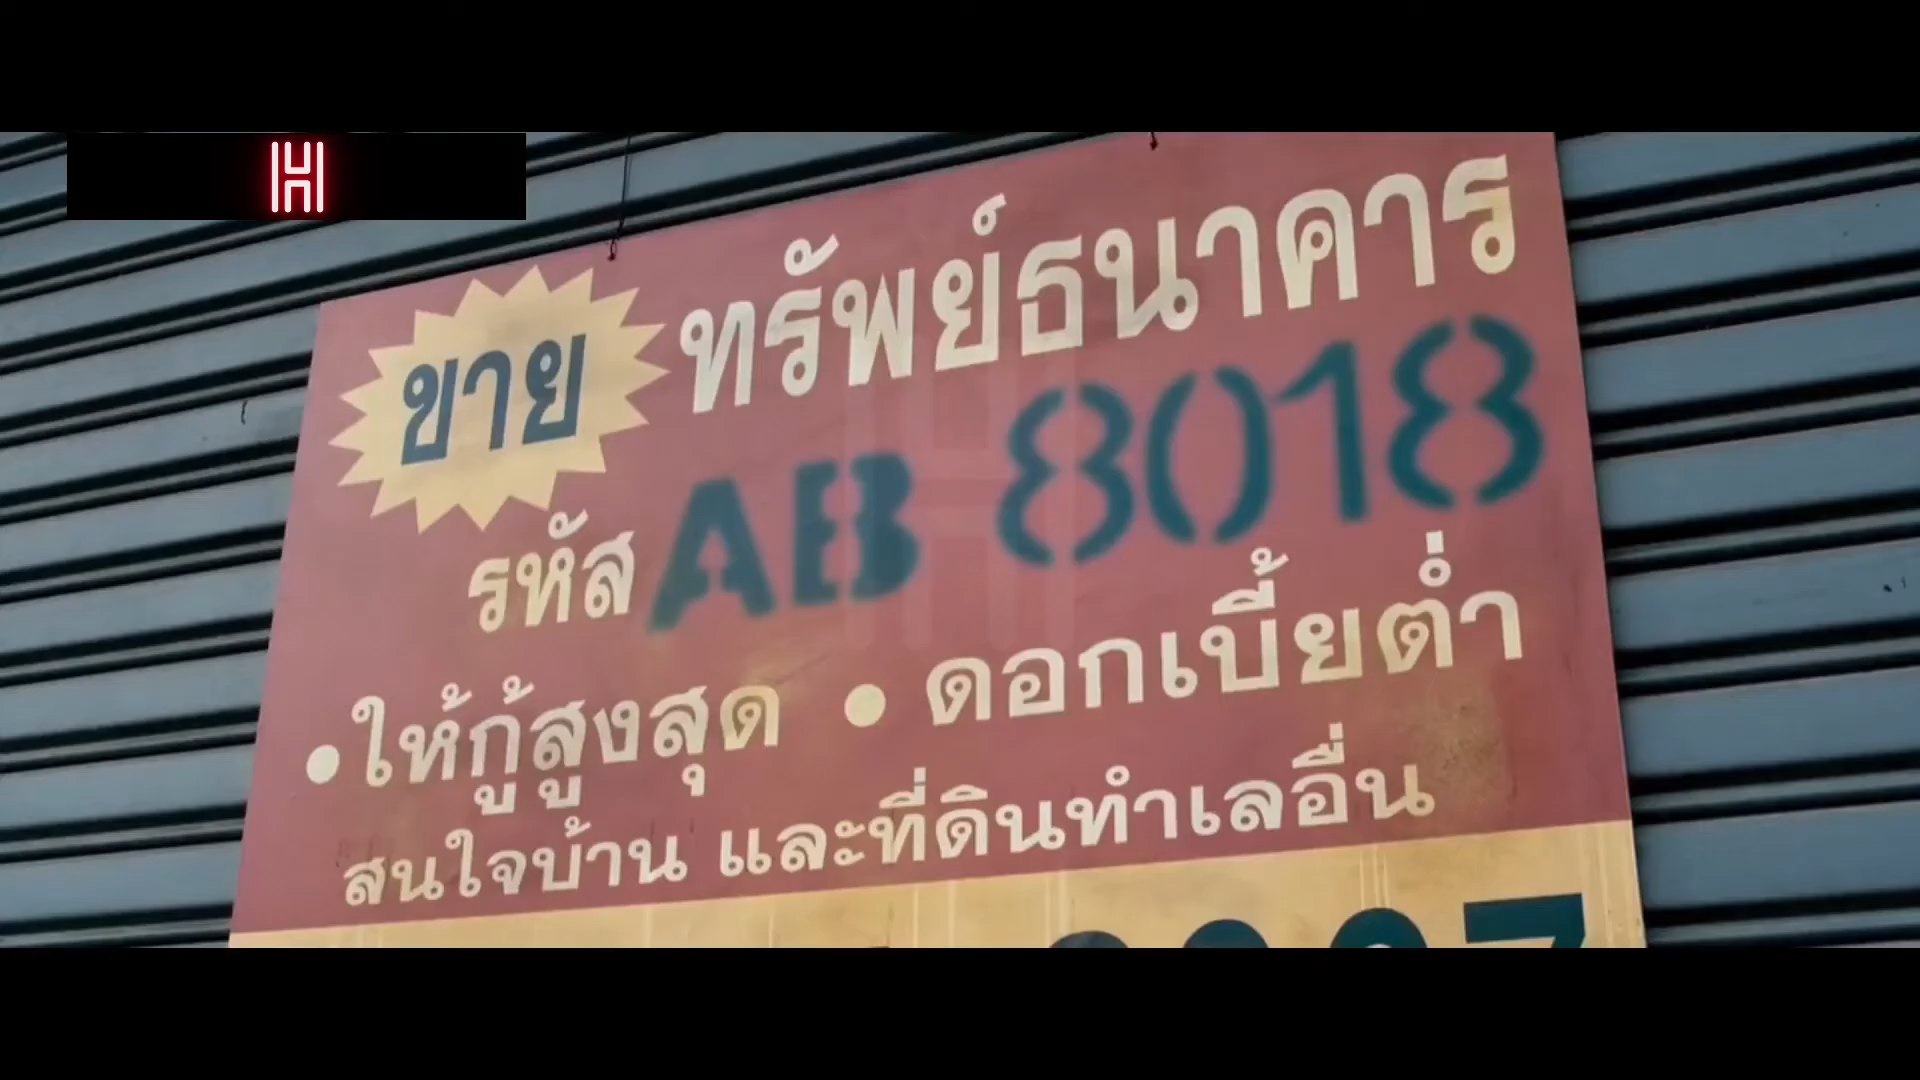 ขาย ทรัพย์ธนาคาร
รหัส AB 8018
•ให้กู้สูงสุด • ดอกเบี้ยต่ำ
สนใจบ้าน และที่ดินทำเลอื่น